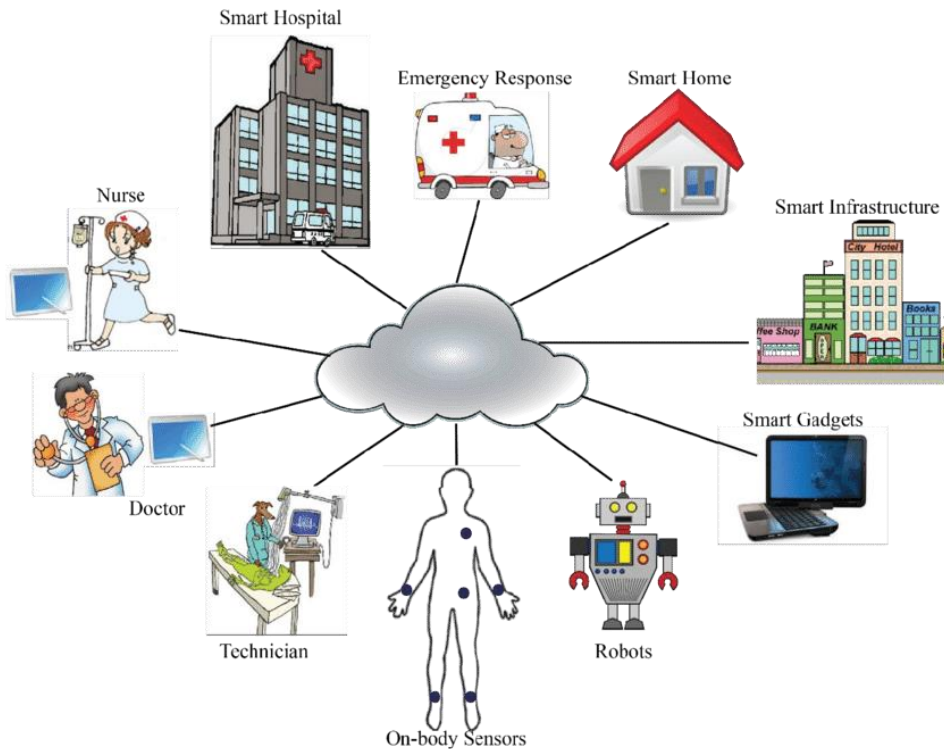 Smart Hospital
Emergency Response
Smart Home
Nurse
Smart Infrastructure
City Hotel
Books
ffee Shop
BANK
Smart Gadgets
Doctor
Technician
Robots
On-body Sensors